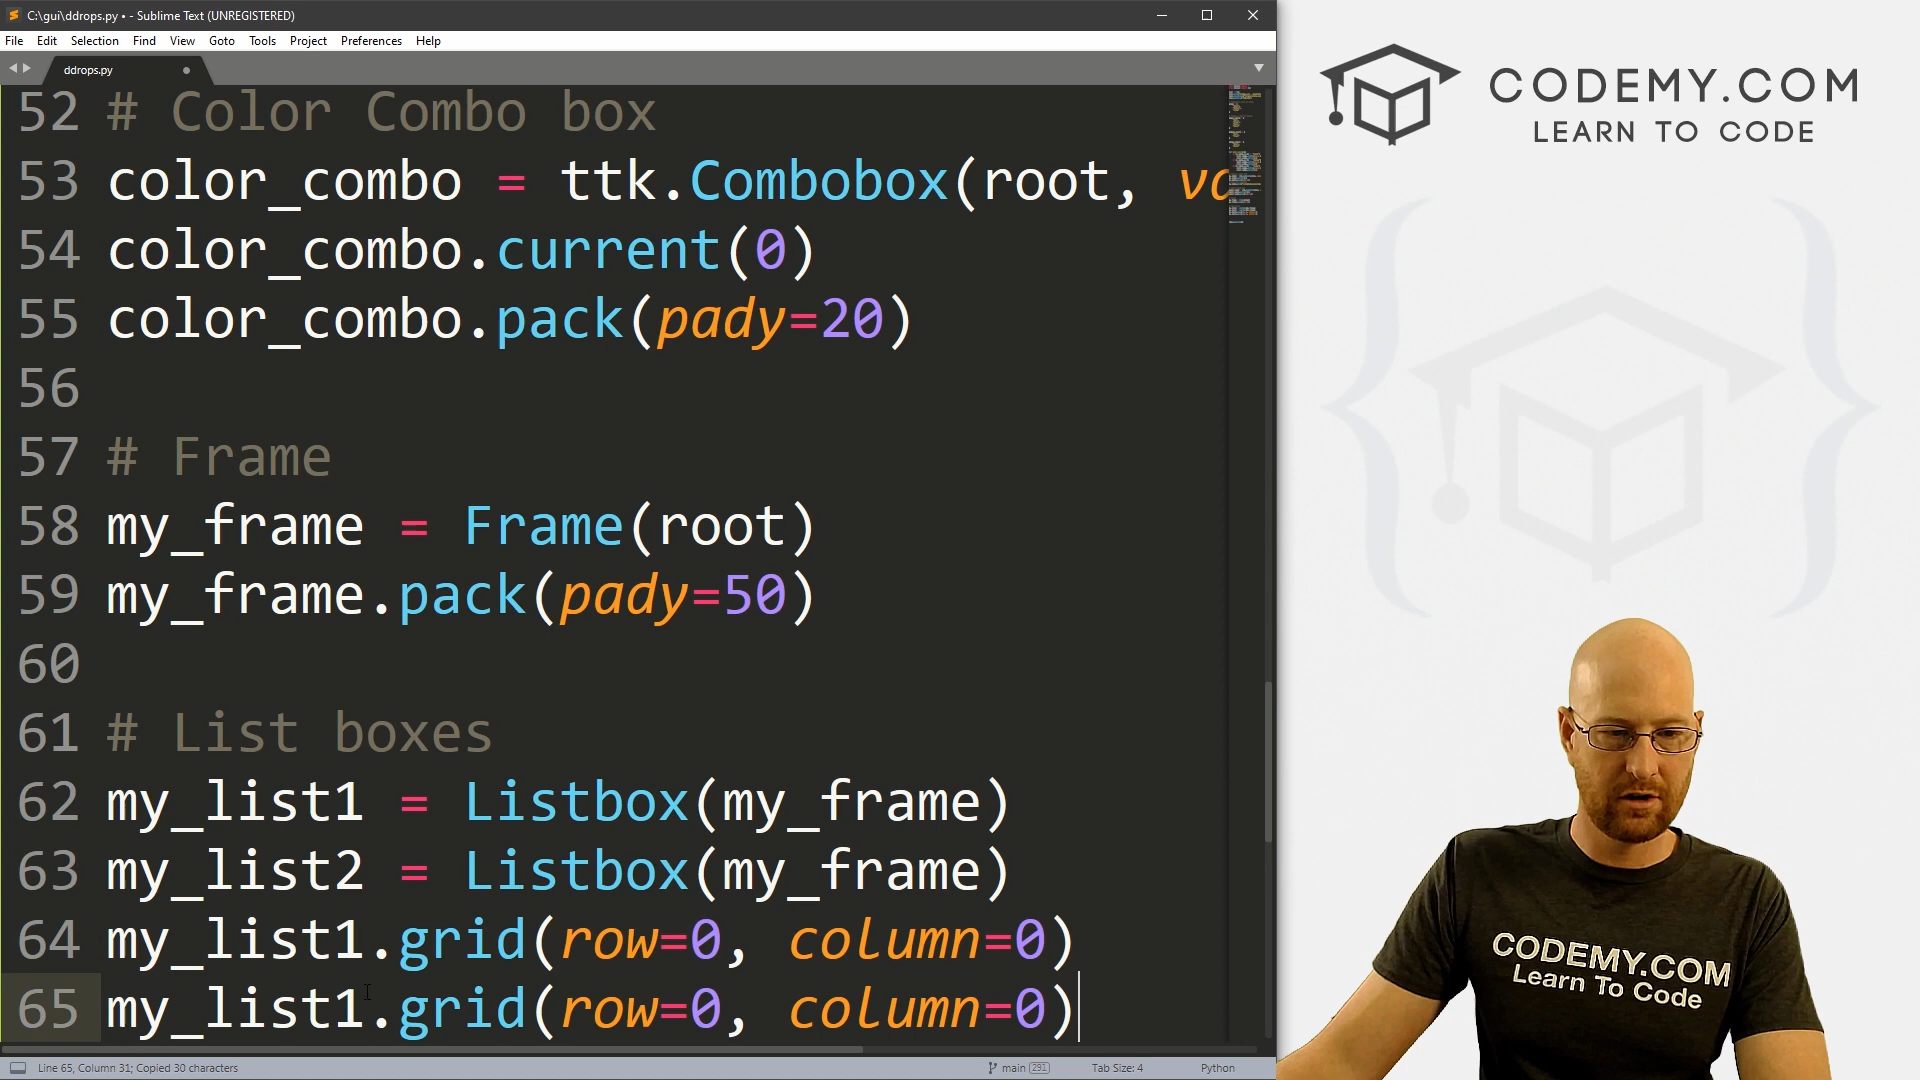 C:\gui\ddrops.py • - Sublime Text (UNREGISTERED)
File Edit Selection Find View Goto Tools Project Preferences Help
ddrops.py
52 # Color Combo box
53 color_combo = ttk.Combobox(root, va
54 color_combo.current(0)
55 color_combo.pack(pady=20)
56
57 # Frame
58 my_frame = Frame(root)
59 my_frame.pack(pady=50)
60
61 # List boxes
62 my_list1 = Listbox(my_frame)
63 my_list2 = Listbox(my_frame)
64 my_list1.grid(row=0, column=0)
65 my_list1.grid(row=0, column=0)
Line 65, Column 31; Copied 30 characters
main 291
Tab Size: 4
Python
CODEMY.COM
LEARN TO CODE
CODEMY.COM
Learn To Code